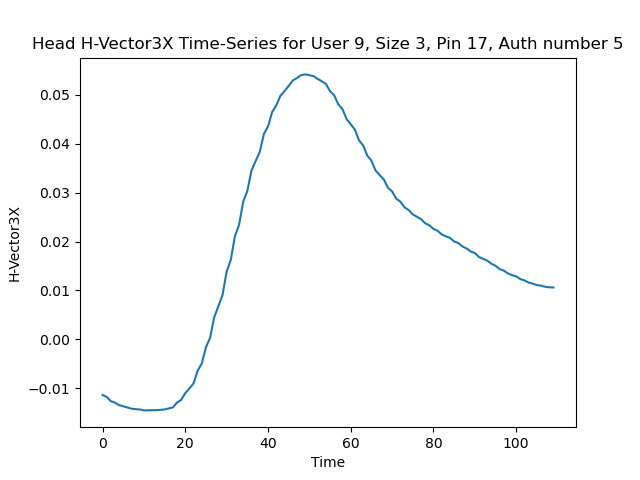 Head H-Vector3X Time-Series for User 9, Size 3, Pin 17, Auth number 5
H-Vector3X
0.05
0.04
0.03
0.02
0.01
0.00
−0.01
0 20 40 60 80 100
Time